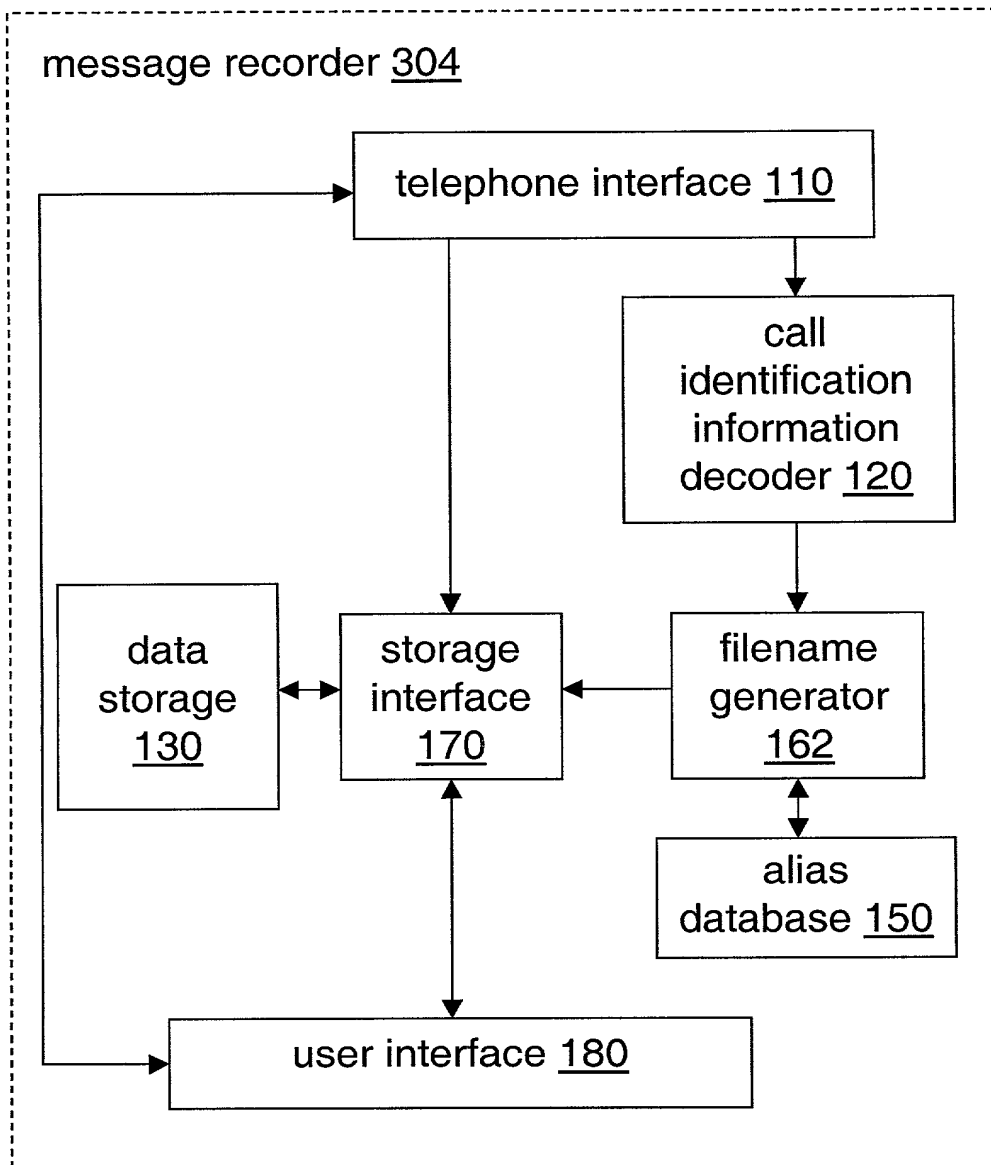 message recorder 304
telephone interface 110
call
identification
information
decoder 120
data
storage
130
storage
interface
170
filename
generator
162
alias
database 150
user interface 180